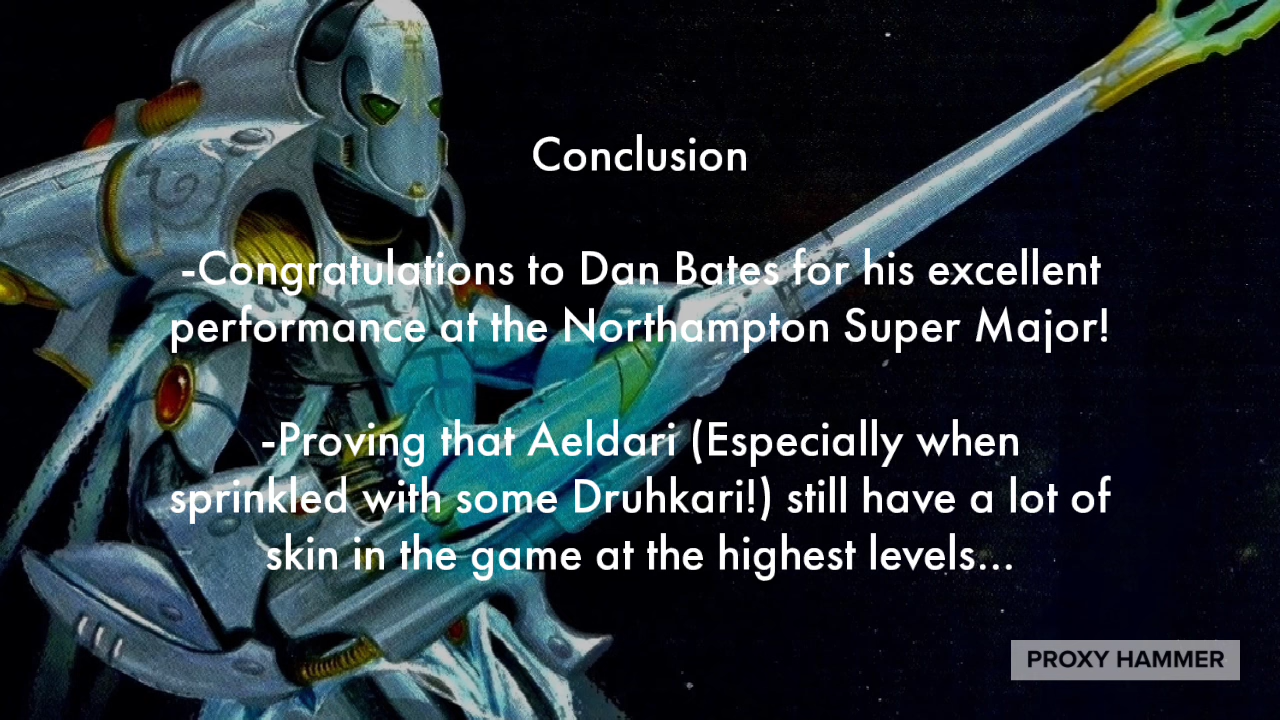 Conclusion
-Congratulations to Dan Bates for his excellent
performance at the Northampton Super Major!
-Proving that Aeldari (Especially when
sprinkled with some Druhkari!) still have a lot of
skin in the game at the highest levels...
PROXY HAMMER